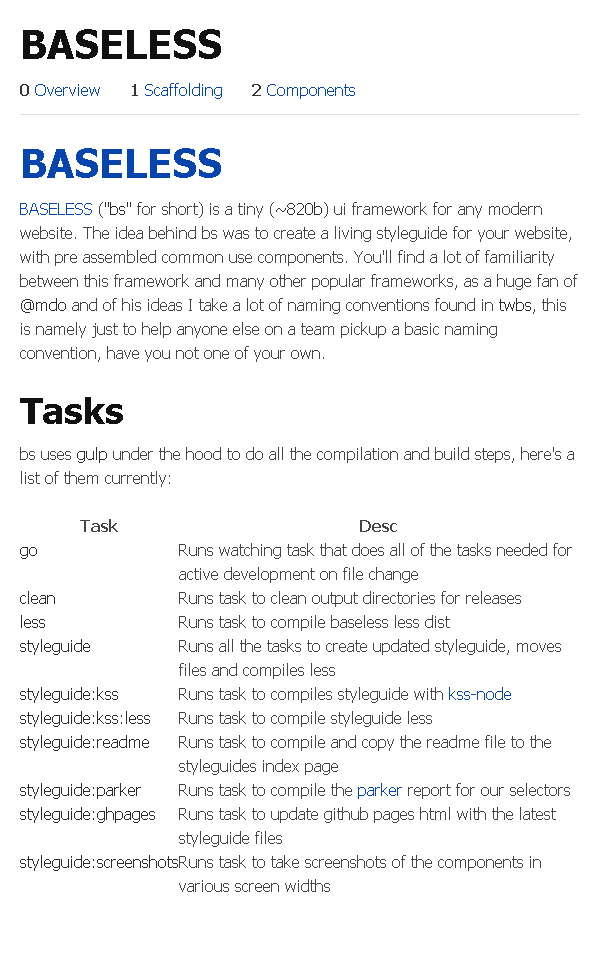 BASELESS
0 Overview 1 Scaffolding 2 Components
BASELESS
BASELESS ("bs" for short) is a tiny (~820b) ui framework for any modern
website. The idea behind bs was to create a living styleguide for your website,
with pre assembled common use components. You'll find a lot of familiarity
between this framework and many other popular frameworks, as a huge fan of
@mdo and of his ideas I take a lot of naming conventions found in twbs, this
is namely just to help anyone else on a team pickup a basic naming
convention, have you not one of your own.
Tasks
bs uses gulp under the hood to do all the compilation and build steps, here's a
list of them currently:
Task Desc
go Runs watching task that does all of the tasks needed for
active development on file change
clean Runs task to clean output directories for releases
less Runs task to compile baseless less dist
styleguide Runs all the tasks to create updated styleguide, moves
files and compiles less
styleguide:kss Runs task to compiles styleguide with kss-node
styleguide:kss:less Runs task to compile styleguide less
styleguide:readme Runs task to compile and copy the readme file to the
styleguides index page
styleguide:parker Runs task to compile the parker report for our selectors
styleguide:ghpages Runs task to update github pages html with the latest
styleguide files
styleguide:screenshots Runs task to take screenshots of the components in
various screen widths